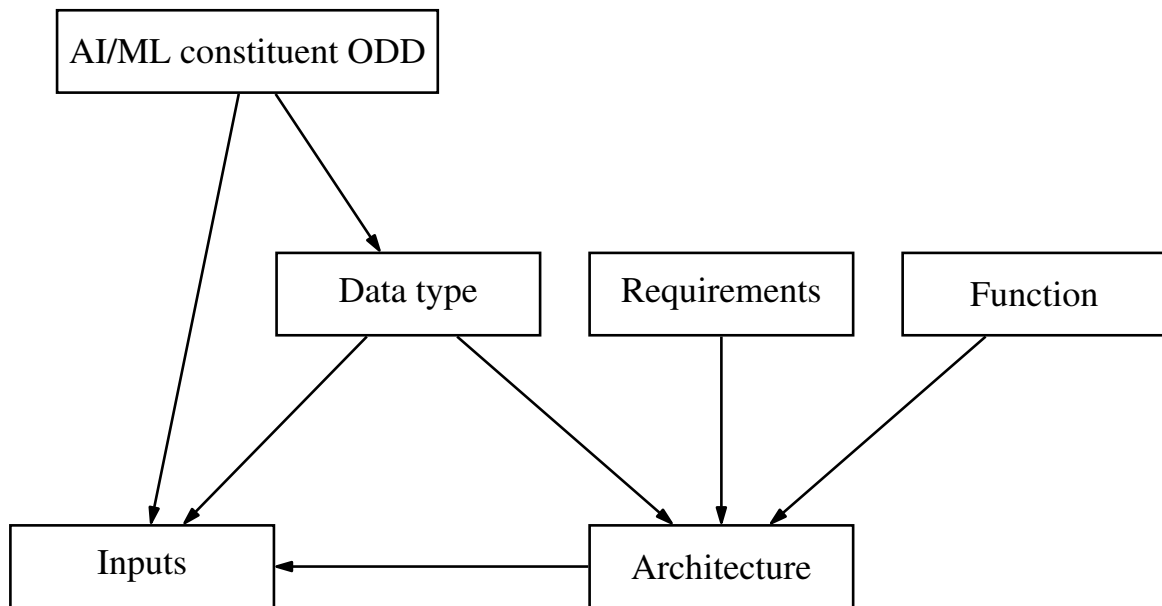 AI/ML constituent ODD
Data type
Requirements
Function
Inputs
Architecture